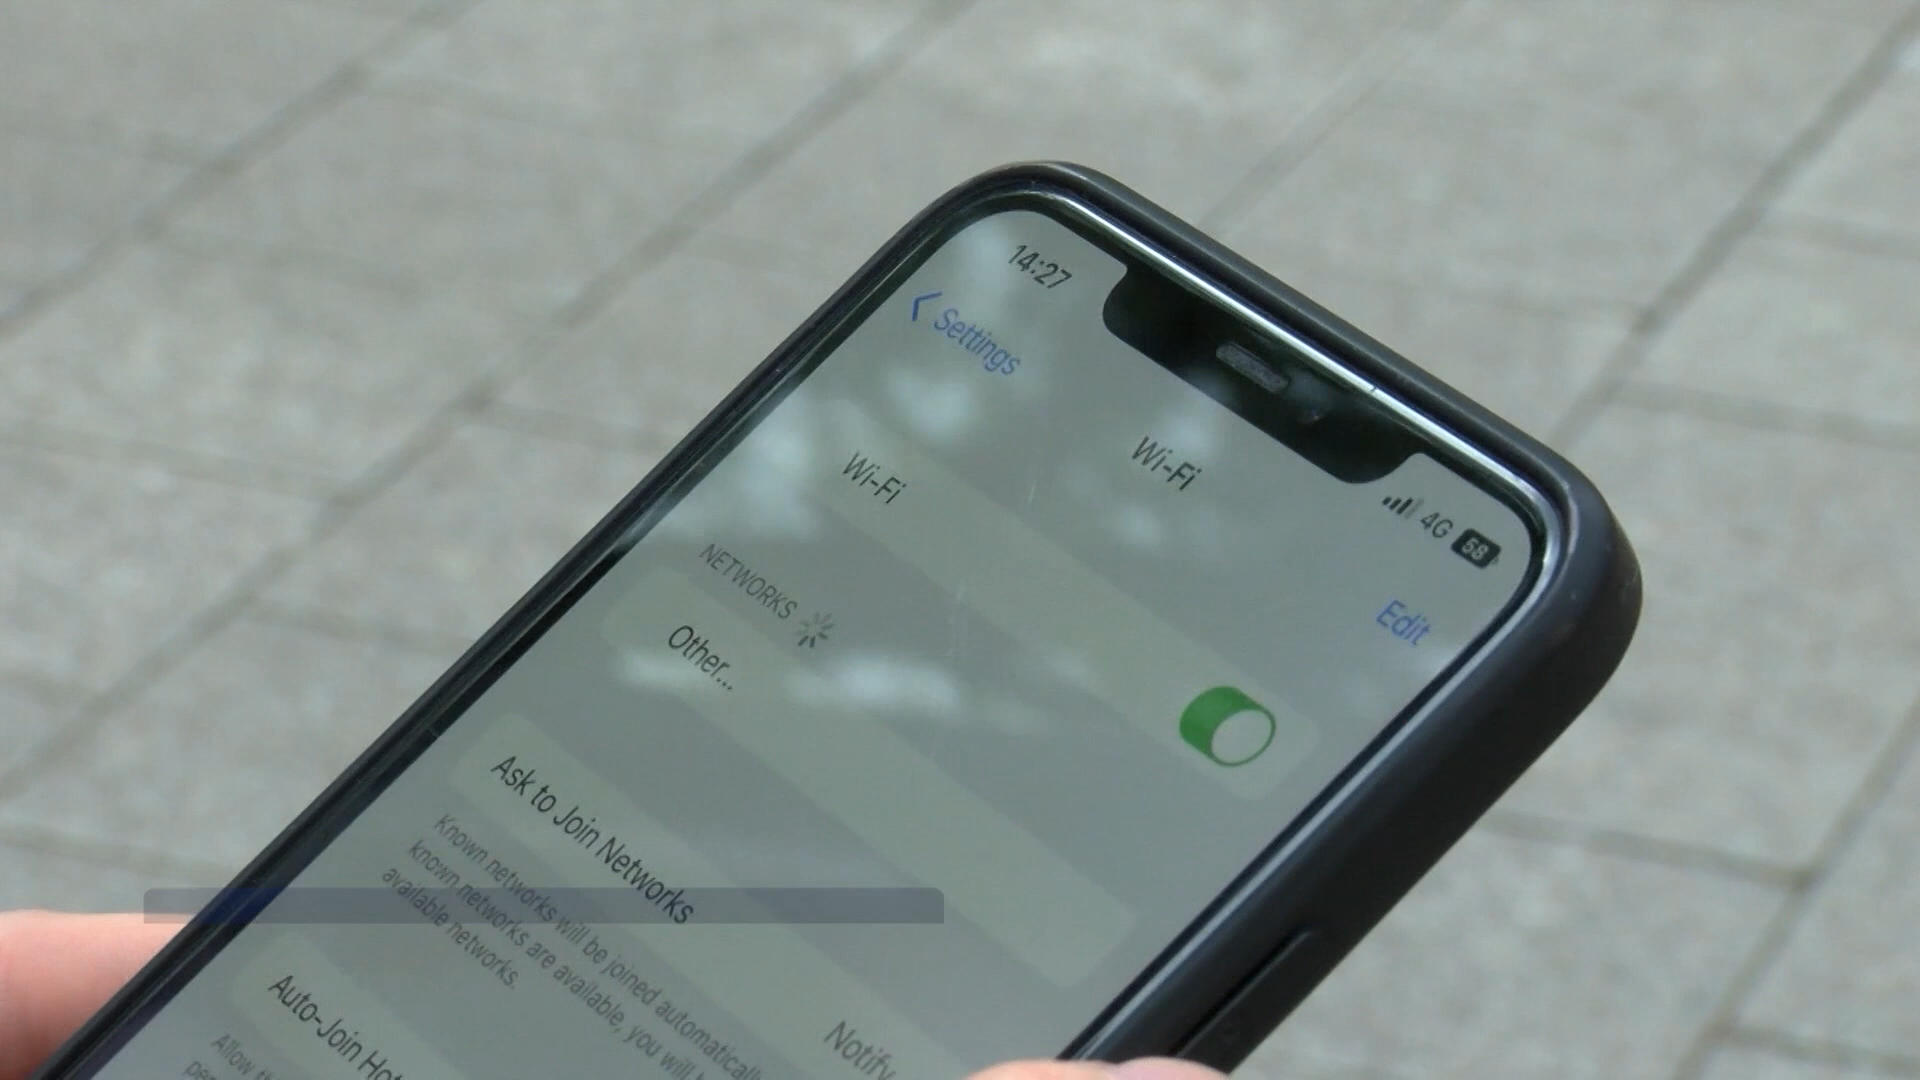 14:27
4G 58
Settings
Wi-Fi
Edit
Wi-Fi
NETWORKS
Other...
Ask to Join Networks
Notify
Known networks will be joined automatically
known networks are available, you will
available networks.
Auto-Join
Allow